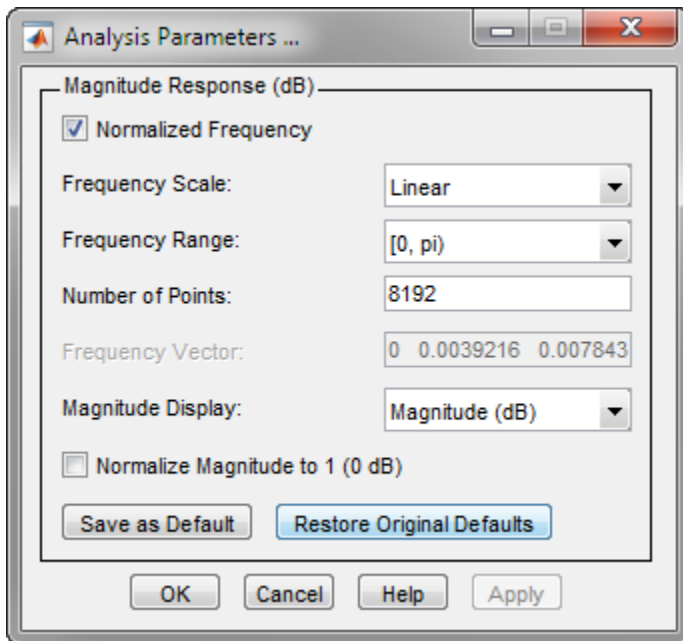 Analysis Parameters ...
Magnitude Response (dB)
Normalized Frequency
Frequency Scale: Linear
Frequency Range: [0, pi)
Number of Points: 8192
Frequency Vector: 0 0.0039216 0.007843
Magnitude Display: Magnitude (dB)
Normalize Magnitude to 1 (0 dB)
Save as Default Restore Original Defaults
OK Cancel Help Apply